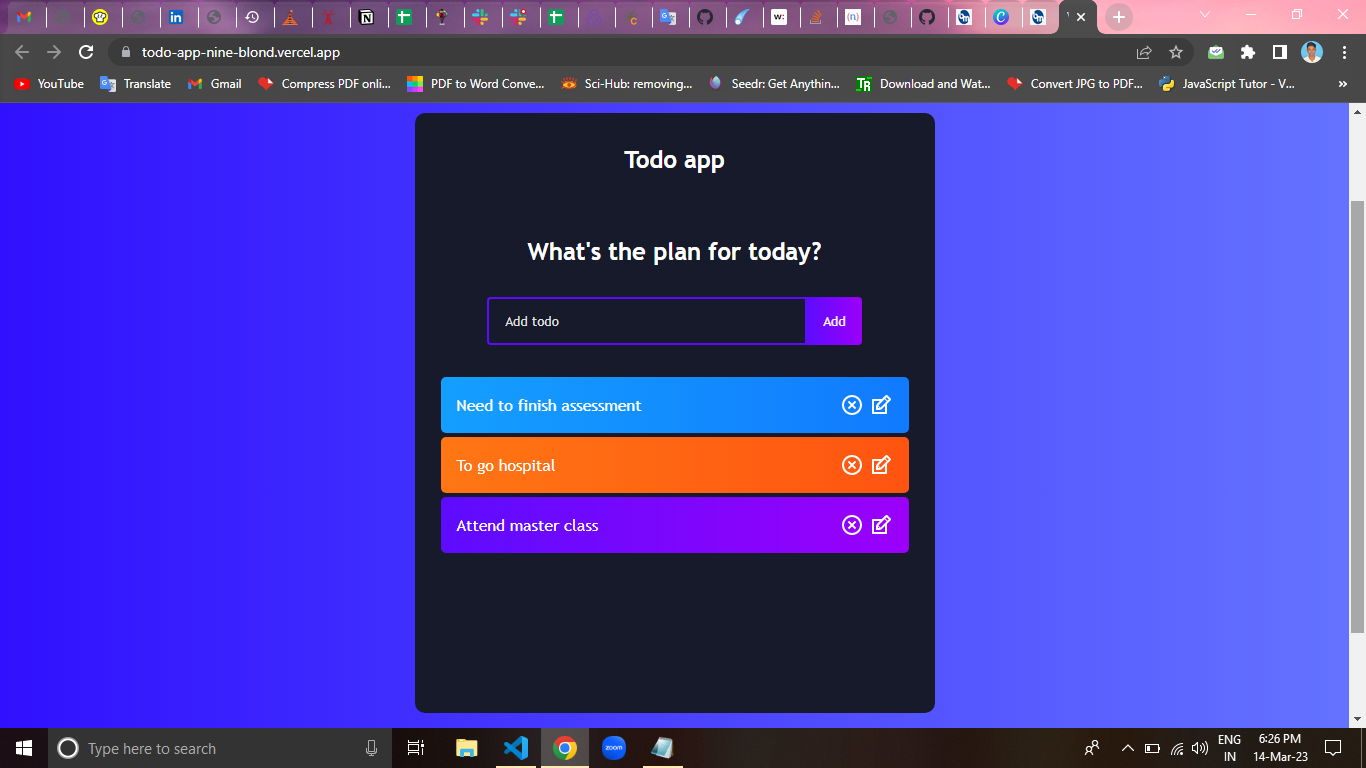 todo-app-nine-blond.vercel.app
YouTube
Translate
Gmail
Compress PDF onli...
PDF to Word Conve...
Sci-Hub: removing...
Seedr: Get Anythin...
Download and Wat...
Convert JPG to PDF...
JavaScript Tutor - V...
»
Todo app
What's the plan for today?
Add todo
Add
Need to finish assessment
To go hospital
Attend master class
Type here to search
zoom
ENG
IN
6:26 PM
14-Mar-23